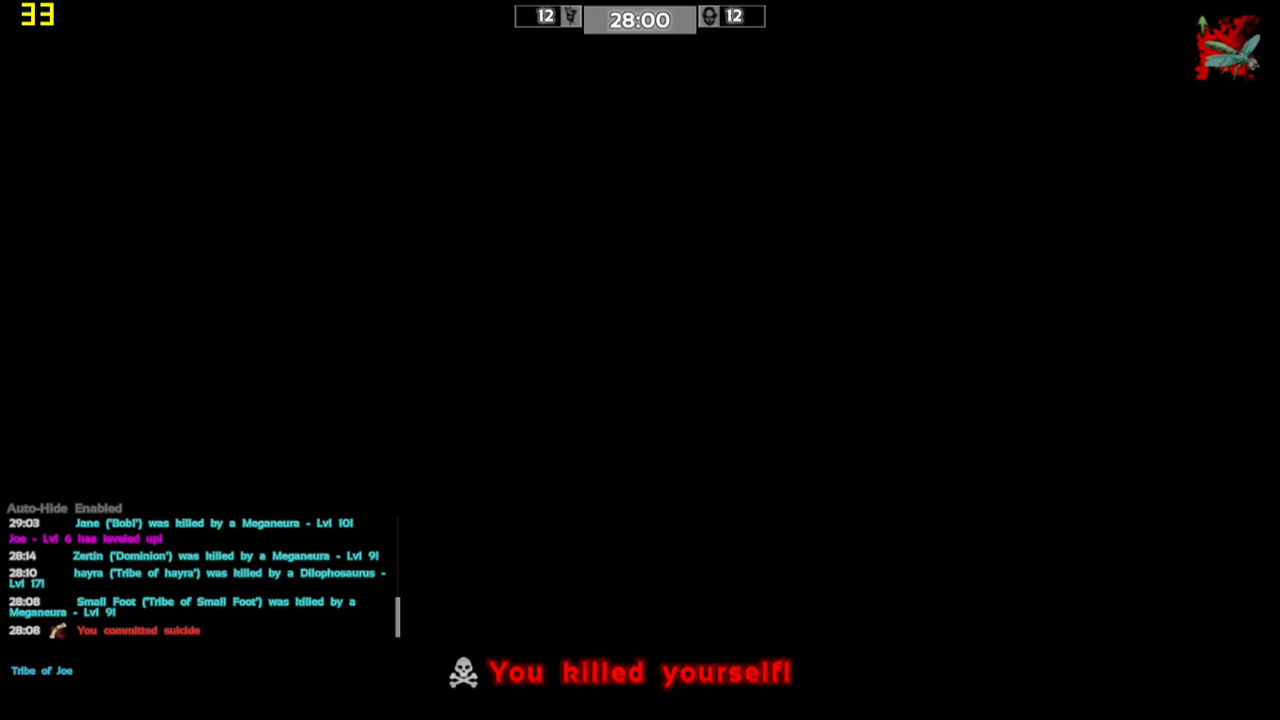 33
12
28:00
12
Auto-Hide Enabled
29:03 Jane ('Bob!') was killed by a Meganeura - Lvl 10!
Joe - Lvl 6 has leveled up!
28:14 Zertin ('Dominion') was killed by a Meganeura - Lvl 9!
28:10 hayra ('Tribe of hayra') was killed by a Dilophosaurus -
Lvl 17!
28:08 Small Foot ('Tribe of Small Foot') was killed by a
Meganeura - Lvl 9!
28:08 You committed suicide
Tribe of Joe
You killed yourself!